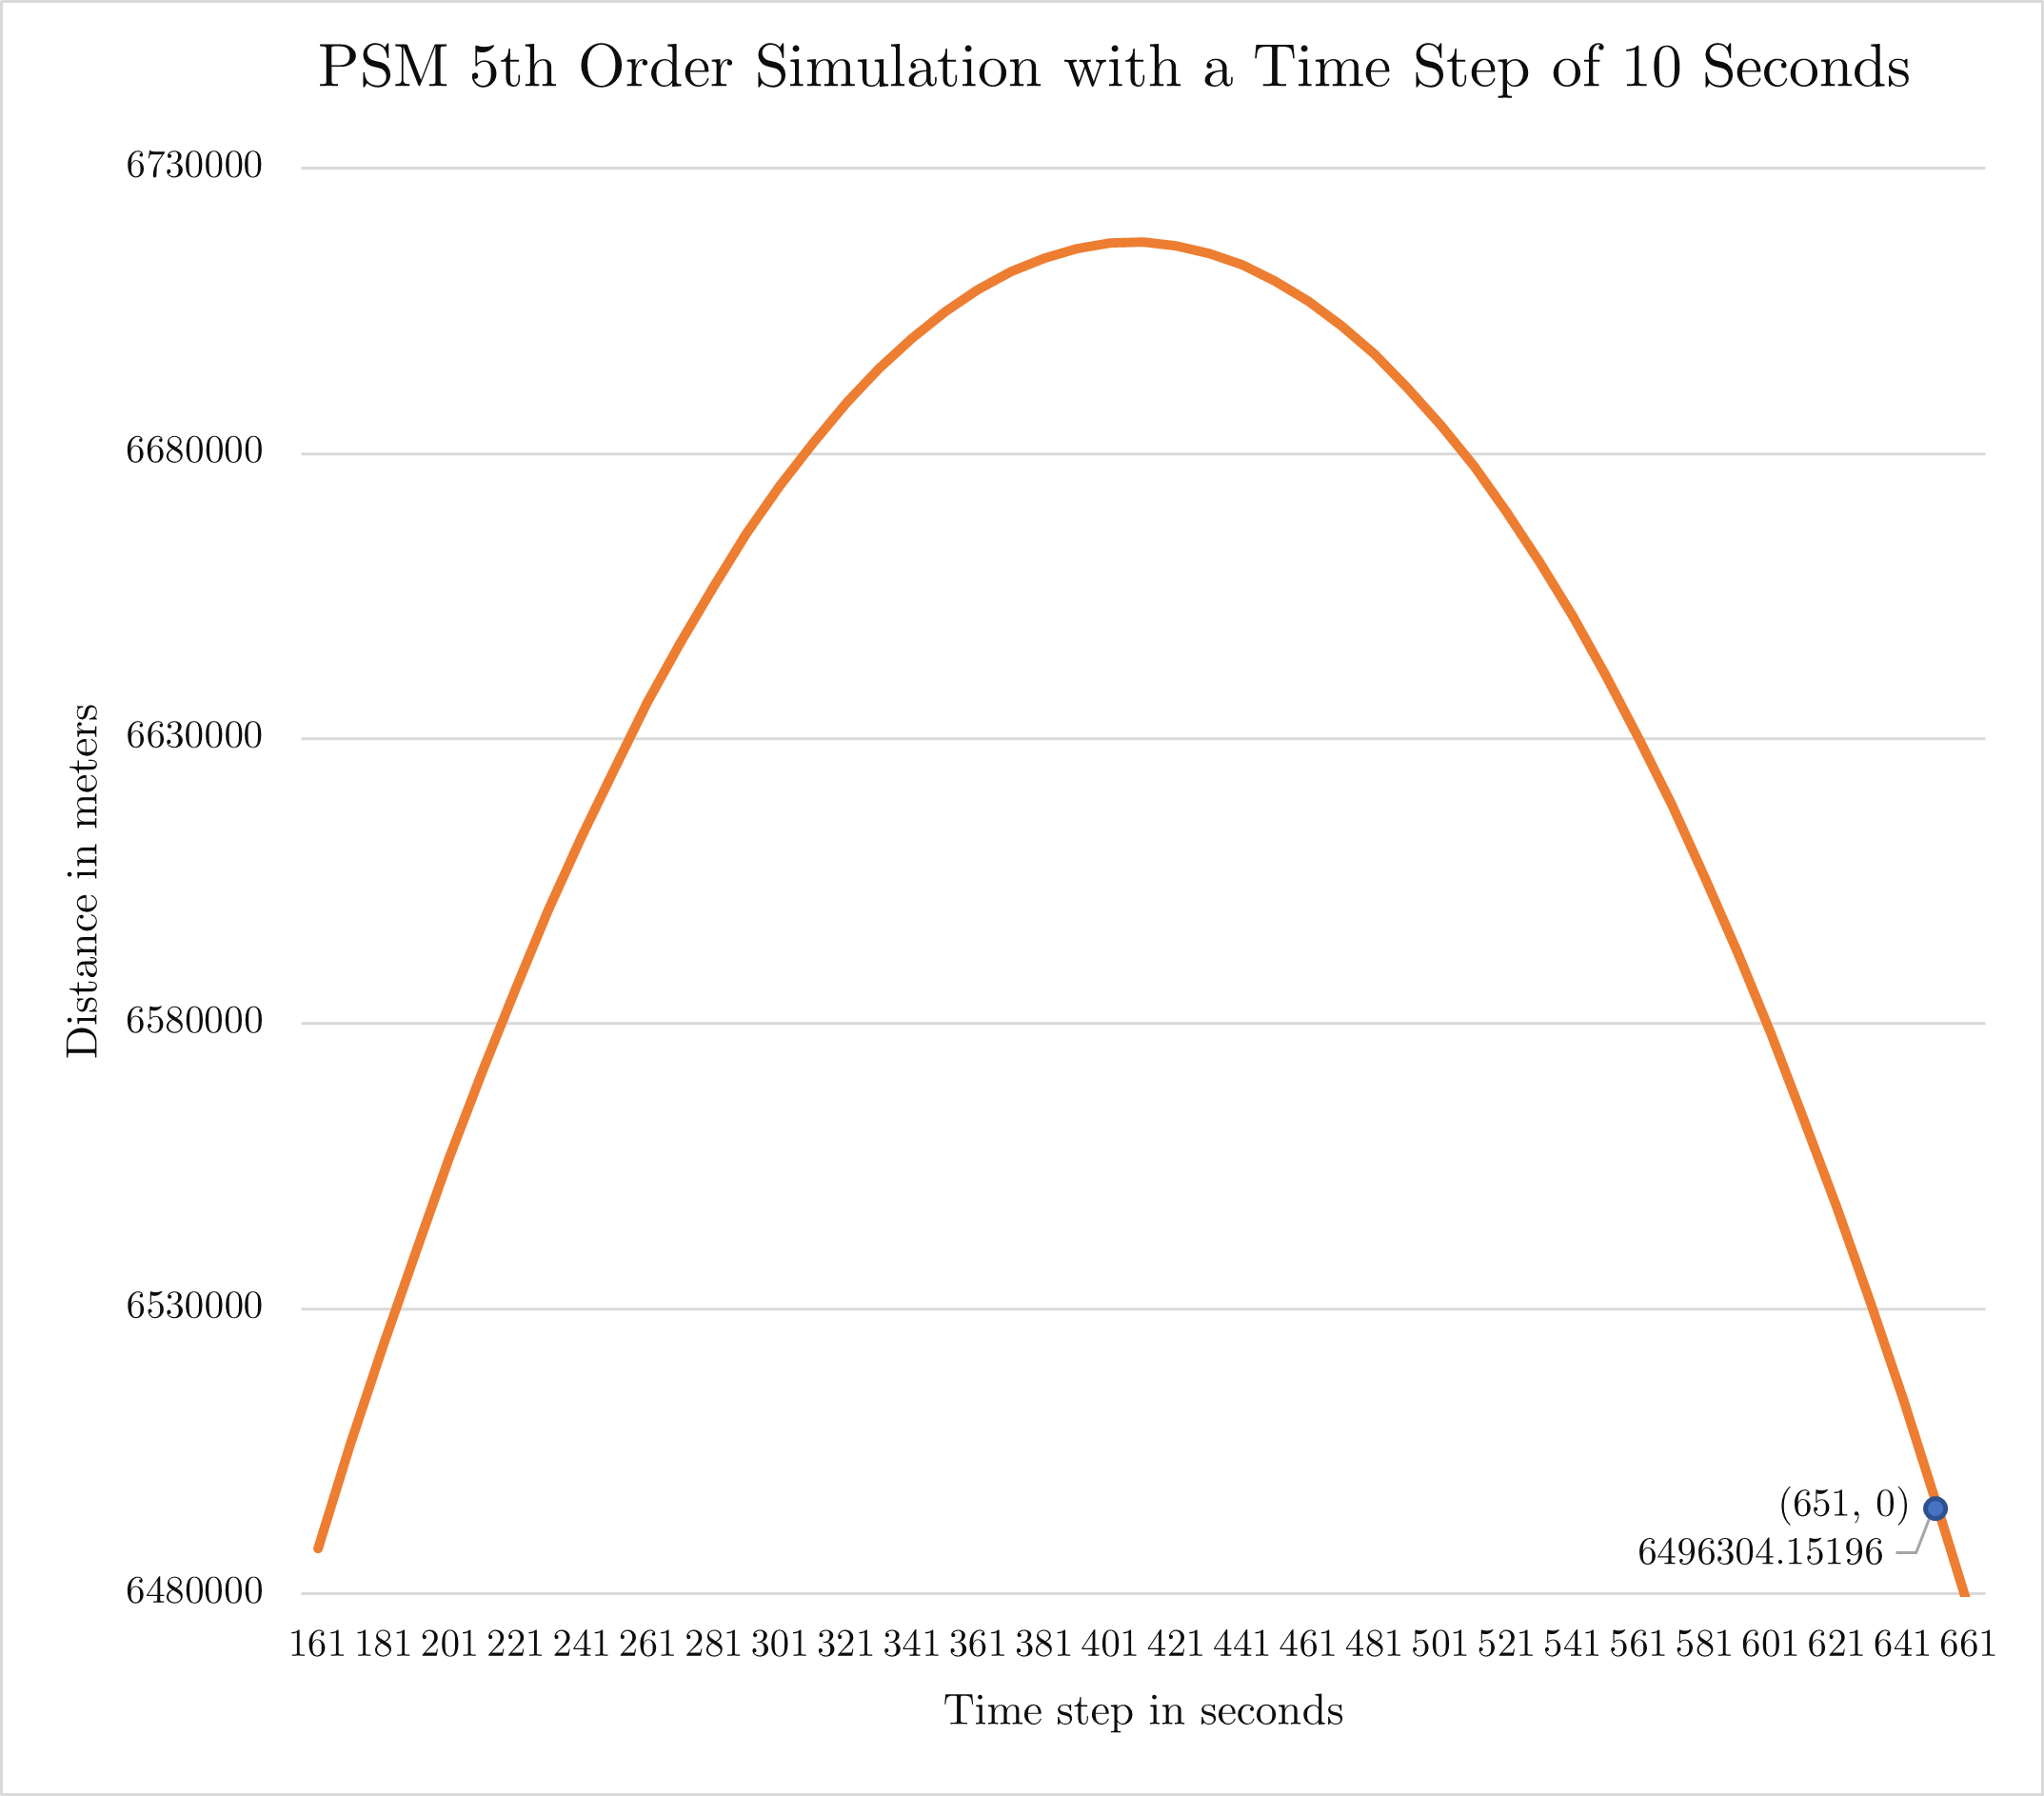 PSM 5th Order Simulation with a Time Step of 10 Seconds
6730000
6680000
6630000
6580000
6530000
6480000
Distance in meters
(651, 0)
6496304.15196
161 181 201 221 241 261 281 301 321 341 361 381 401 421 441 461 481 501 521 541 561 581 601 621 641 661
Time step in seconds